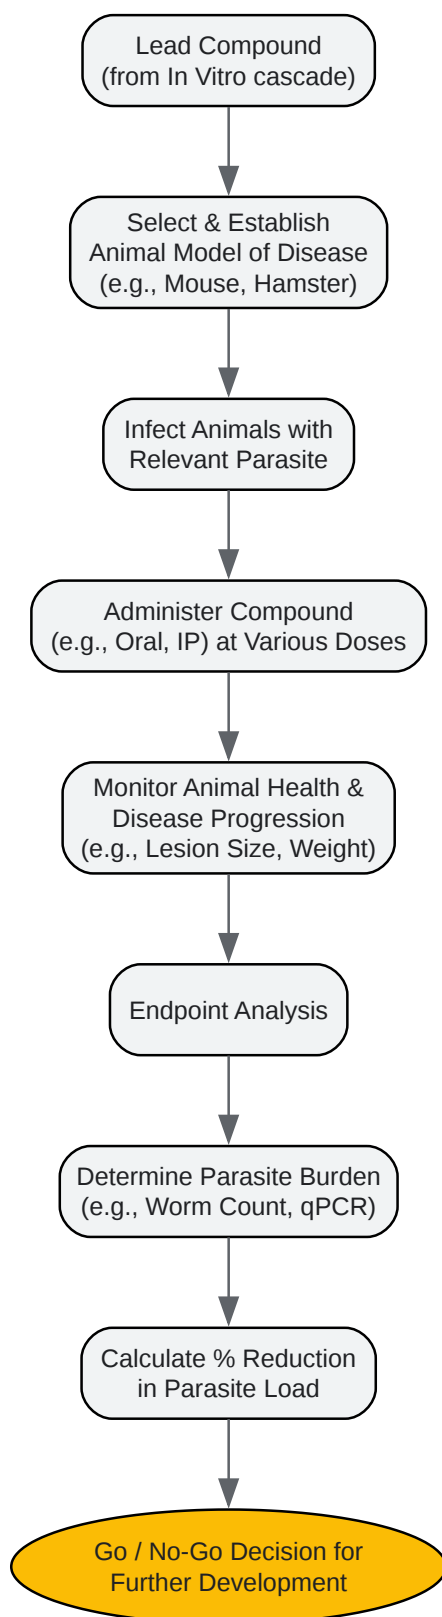 Lead Compound
(from In Vitro cascade)
Select & Establish
Animal Model of Disease
(e.g., Mouse, Hamster)
Infect Animals with
Relevant Parasite
Administer Compound
(e.g., Oral, IP) at Various Doses
Monitor Animal Health &
Disease Progression
(e.g., Lesion Size, Weight)
Endpoint Analysis
Determine Parasite Burden
(e.g., Worm Count, qPCR)
Calculate % Reduction
in Parasite Load
Go / No-Go Decision for
Further Development